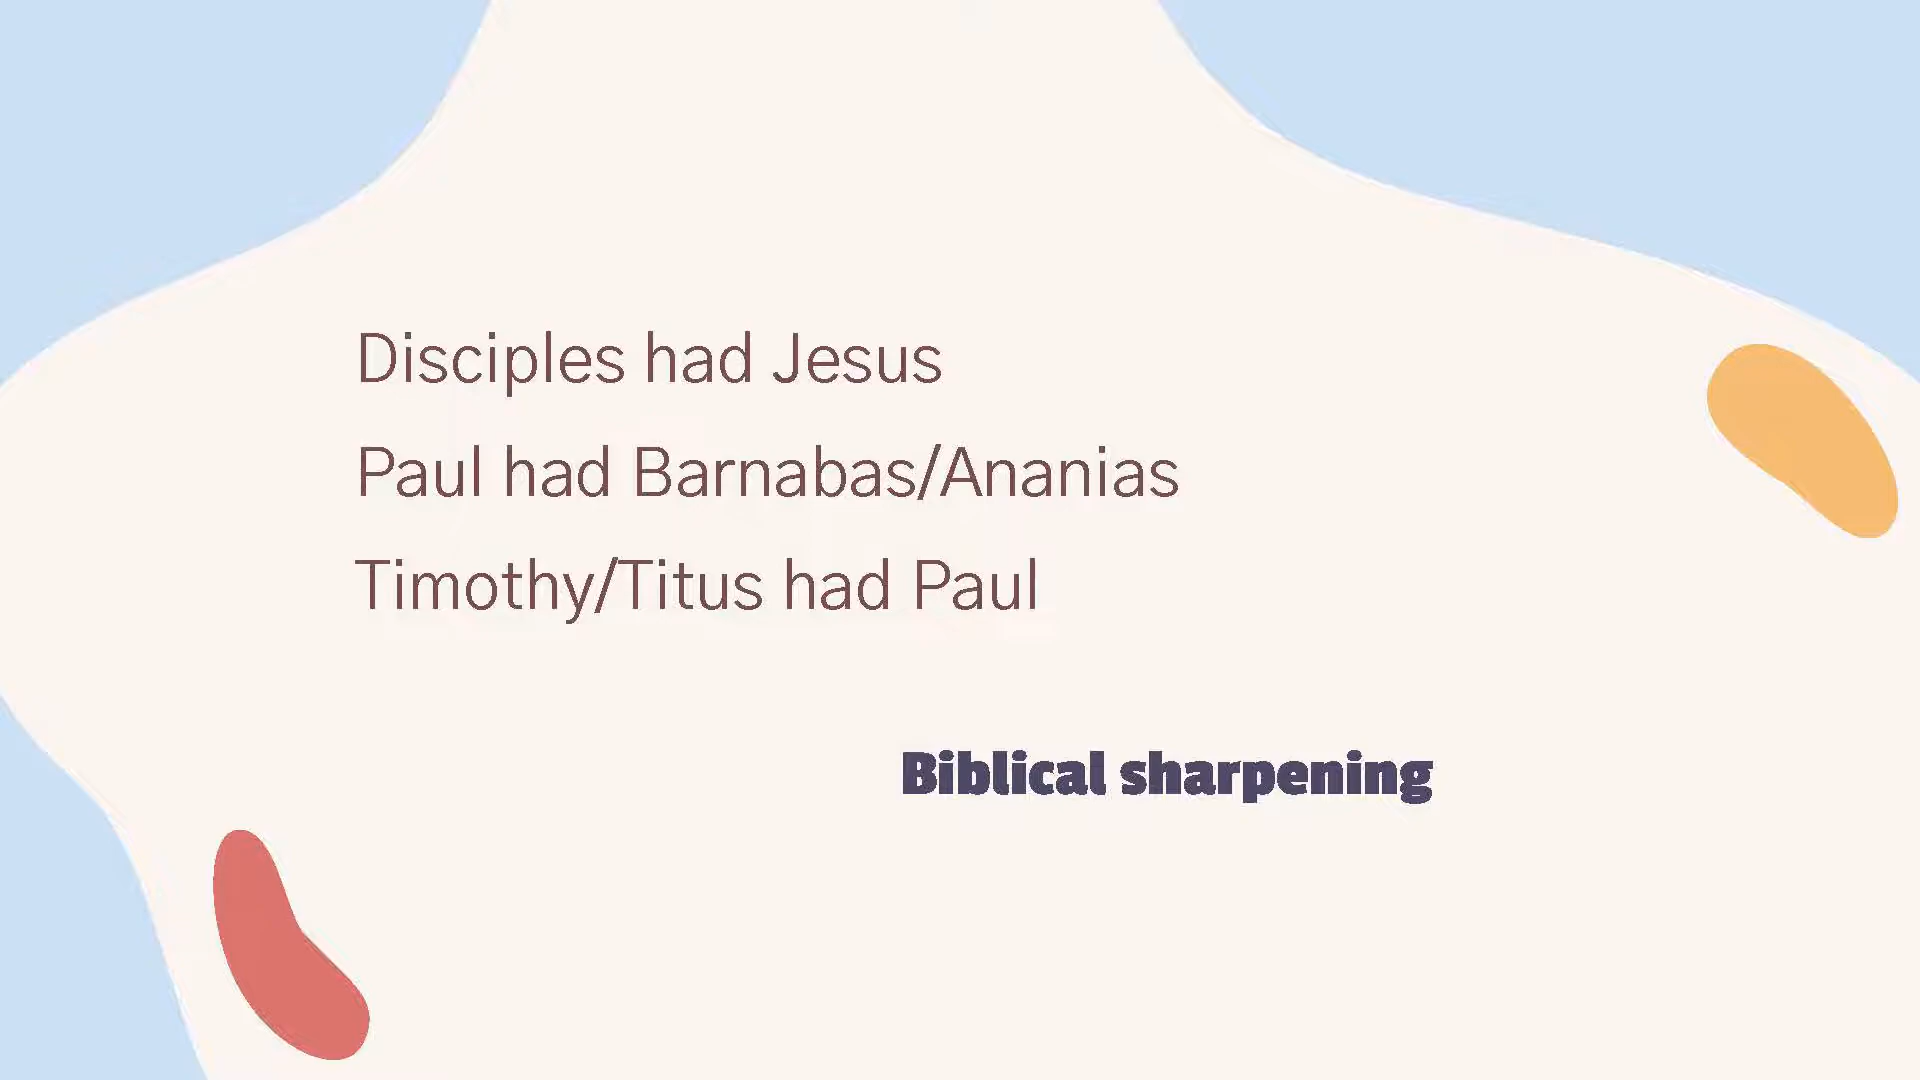 Disciples had Jesus
Paul had Barnabas/Ananias
Timothy/Titus had Paul
Biblical sharpening